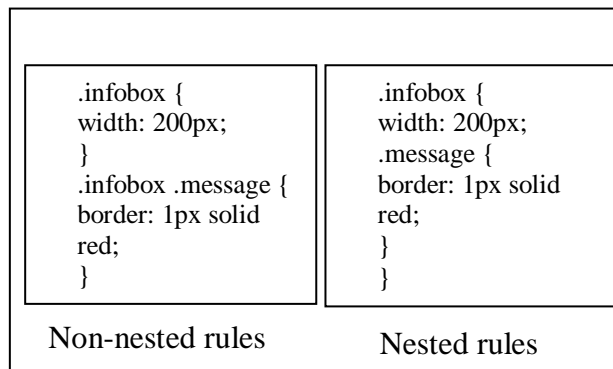 .infobox {
width: 200px;
}
.infobox .message {
border: 1px solid
red;
}
Non-nested rules
.infobox {
width: 200px;
.message {
border: 1px solid
red;
}
}
Nested rules